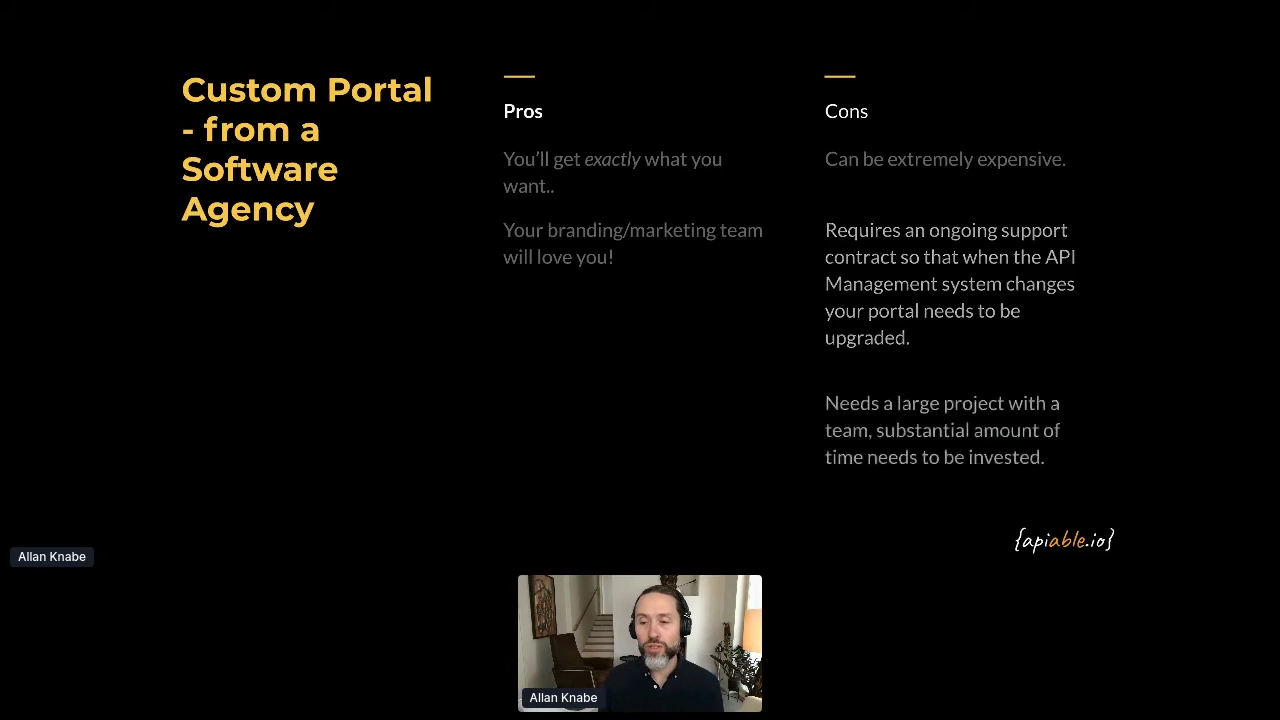 Custom Portal
- from a
Software
Agency
Pros
You’ll get exactly what you
want..
Your branding/marketing team
will love you!
Cons
Can be extremely expensive.
Requires an ongoing support
contract so that when the API
Management system changes
your portal needs to be
upgraded.
Needs a large project with a
team, substantial amount of
time needs to be invested.
{apiable.io}
Allan Knabe
Allan Knabe